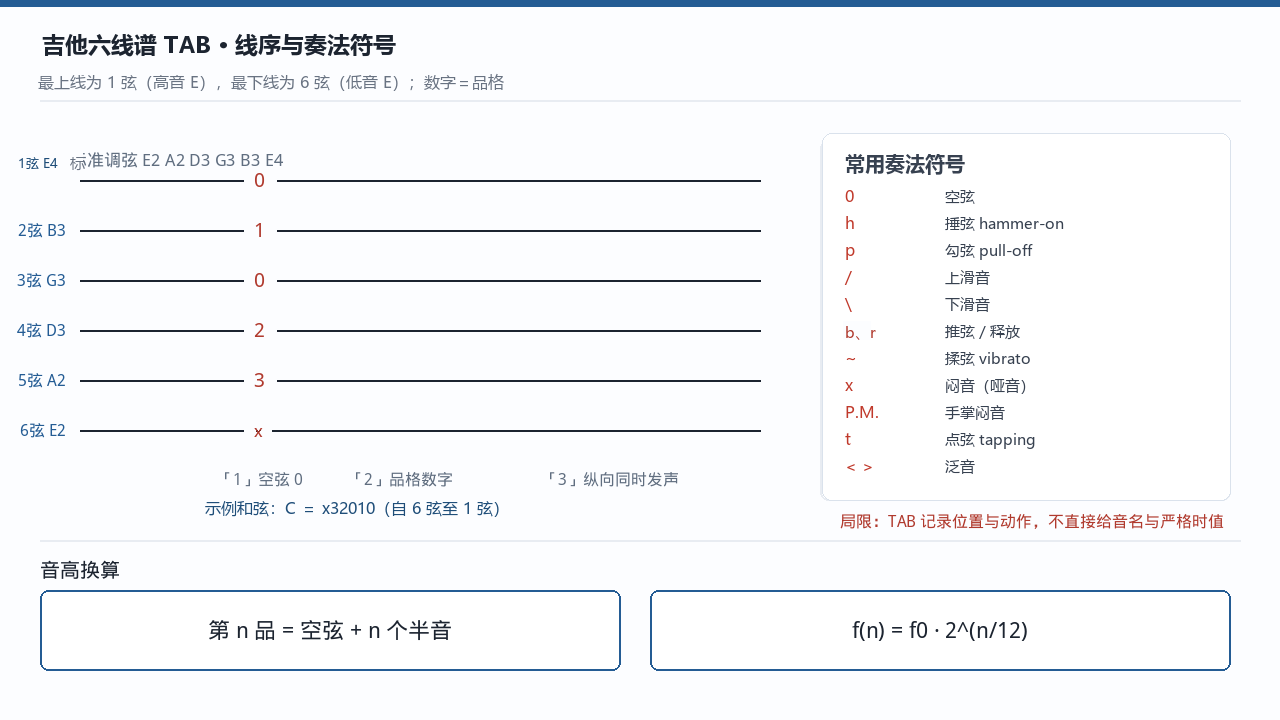 吉他六线谱 TAB • 线序与奏法符号
最上线为 1 弦（高音 E），最下线为 6 弦（低音 E）；数字＝品格
1弦 E4
标准调弦 E2 A2 D3 G3 B3 E4
0
2弦 B3
1
3弦 G3
0
4弦 D3
2
5弦 A2
3
6弦 E2
x
「1」空弦 0
「2」品格数字
「3」纵向同时发声
示例和弦：C ＝ x32010（自 6 弦至 1 弦）
常用奏法符号
0 空弦
h 捶弦 hammer-on
p 勾弦 pull-off
/ 上滑音
\ 下滑音
b、r 推弦 / 释放
~ 揉弦 vibrato
x 闷音（哑音）
P.M. 手掌闷音
t 点弦 tapping
< > 泛音
局限：TAB 记录位置与动作，不直接给音名与严格时值
音高换算
第 n 品 = 空弦 + n 个半音
f(n) = f0 · 2^(n/12)